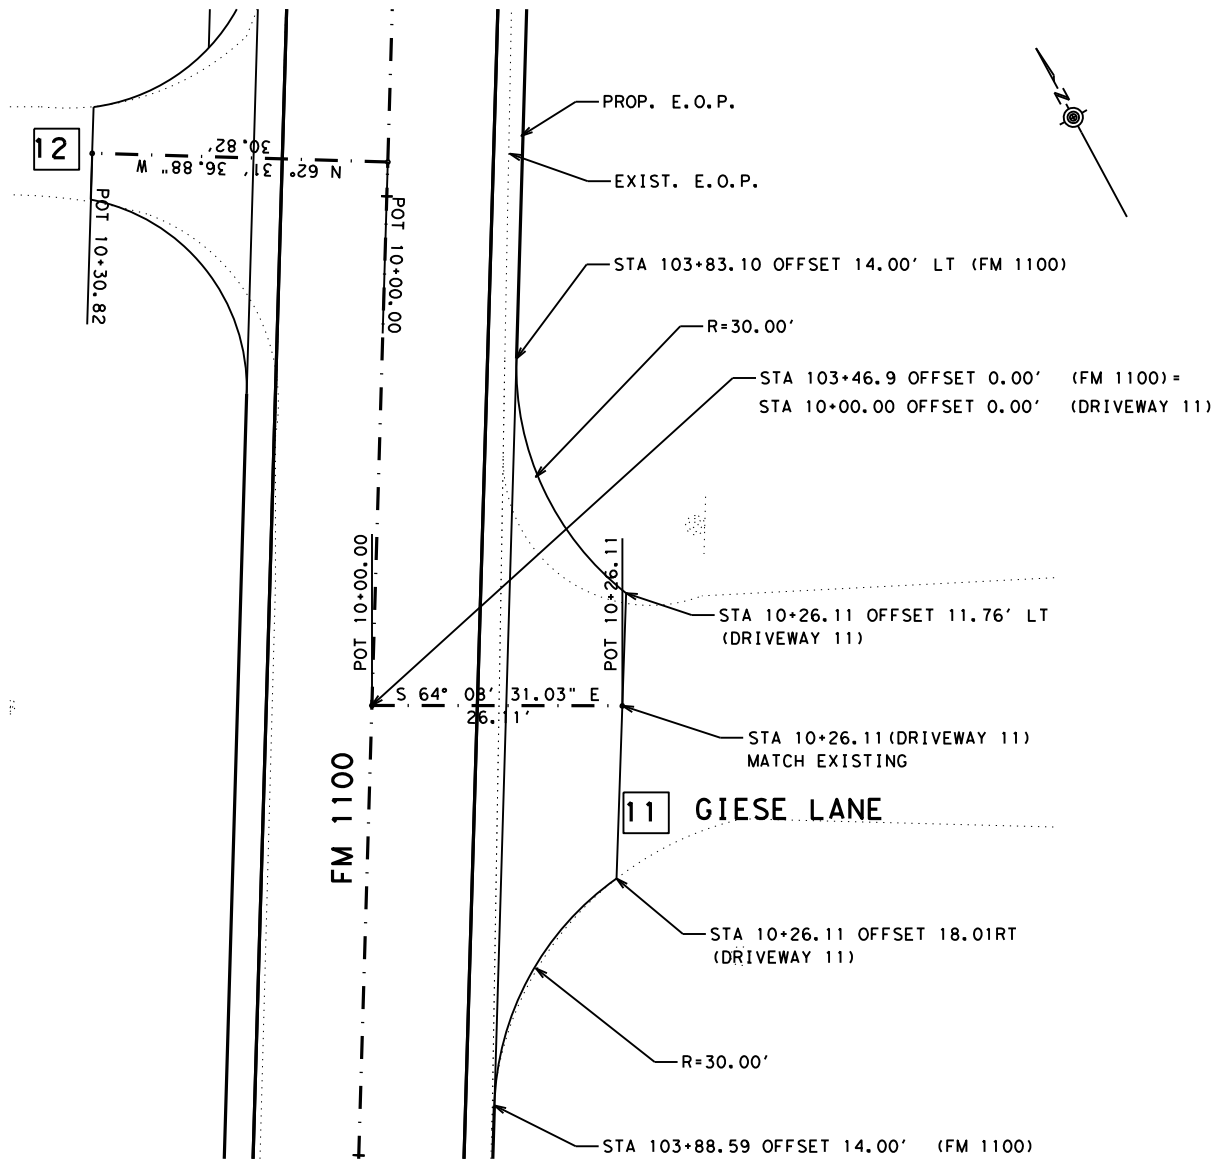 PROP. E.O.P.
12
30.82'
N 62° 31' 36.88" W
Z
EXIST. E.O.P.
POT 10+30.82
POT 10+00.00
STA 103+83.10 OFFSET 14.00' LT (FM 1100)
R=30.00'
STA 103+46.9 OFFSET 0.00' (FM 1100)=
STA 10+00.00 OFFSET 0.00' (DRIVEWAY 11)
POT 10+00.00
POT 10+26.11
STA 10+26.11 OFFSET 11.76' LT
(DRIVEWAY 11)
S 64° 08' 31.03" E
26.11'
STA 10+26.11(DRIVEWAY 11)
MATCH EXISTING
FM 1100
11
GIESE LANE
STA 10+26.11 OFFSET 18.01RT
(DRIVEWAY 11)
R=30.00'
STA 103+88.59 OFFSET 14.00' (FM 1100)